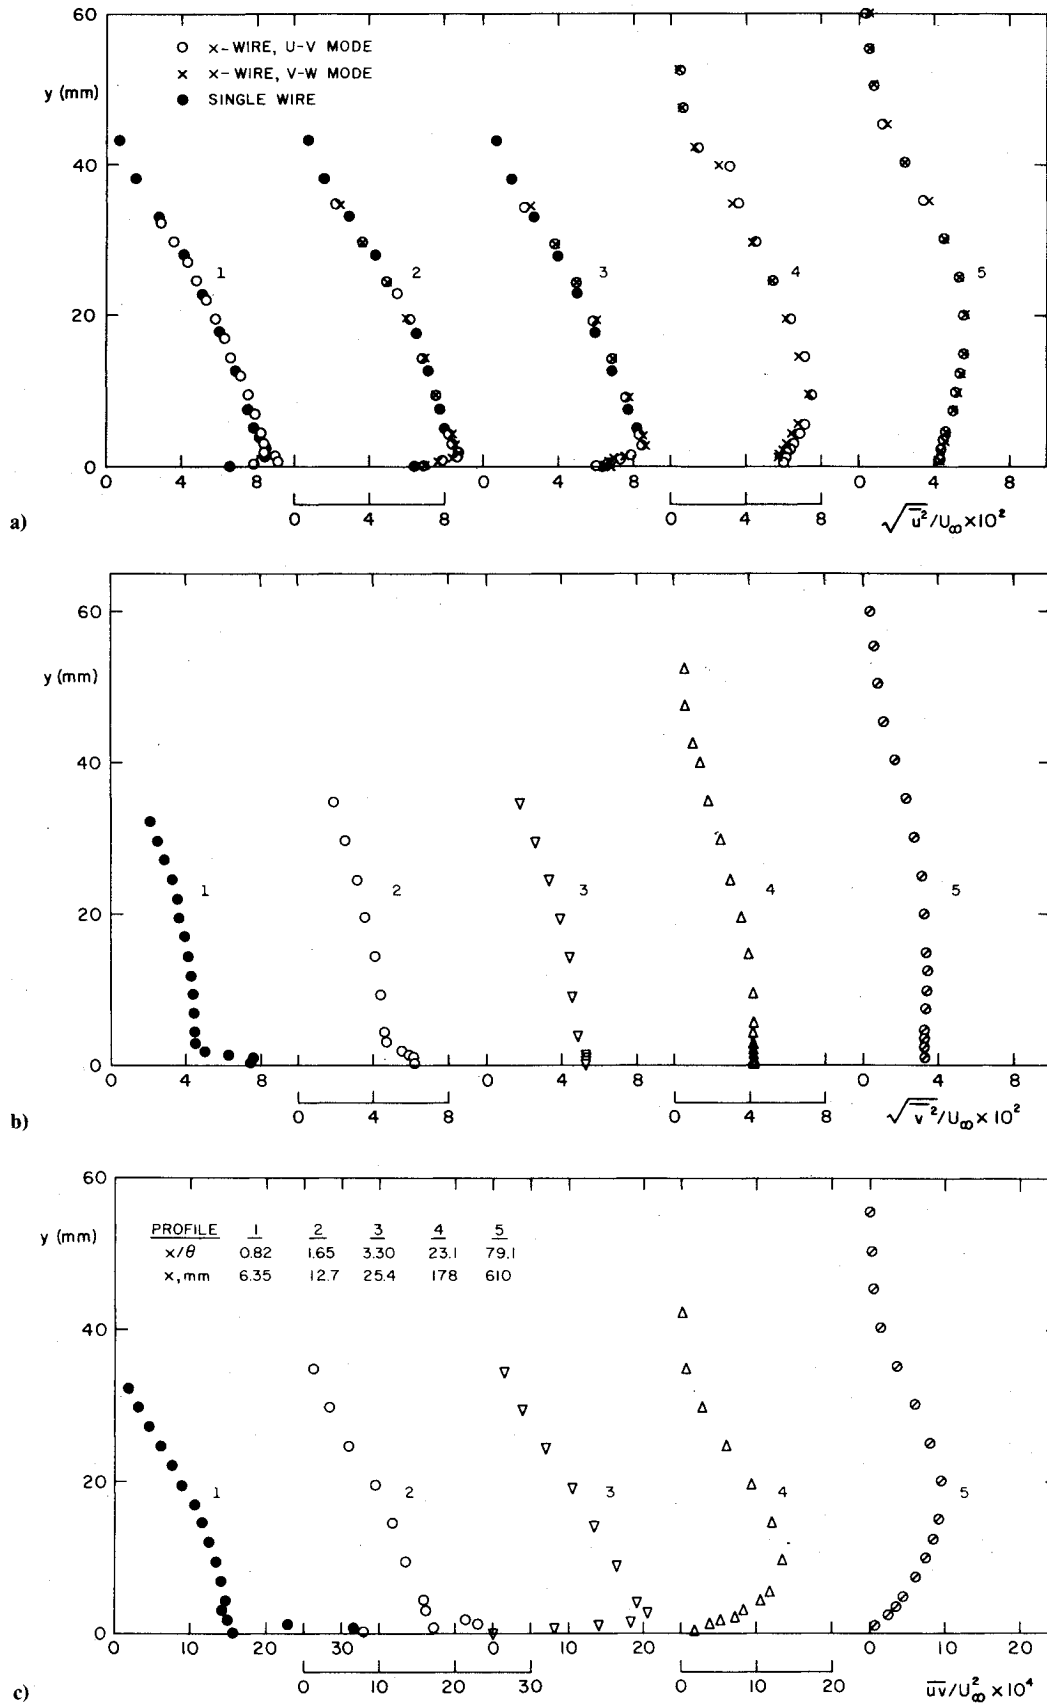 60
○ x-WIRE, U-V MODE
× x-WIRE, V-W MODE
y (mm)
● SINGLE WIRE
40
1 2 3 4 5
20
0
0 4 8 0 4 8 0 4
0 4 8 0 4 8
√u̅² /U∞ ×10²
a)
60
y (mm)
40
1 2 3 4 5
20
0
0 4 8 0 4 8 0 4
0 4 8 0 4 8
√v̅² /U∞ ×10²
b)
60
PROFILE 1 2 3 4 5
y (mm)
x/θ 0.82 1.65 3.30 23.1 79.1
x, mm 6.35 12.7 25.4 178 610
40
20
1 2 3 4 5
0
0 10 20 30 0 10 20 0 10 20
0 10 20 30 0 10 20
u̅v̅/U²∞ ×10⁴
c)